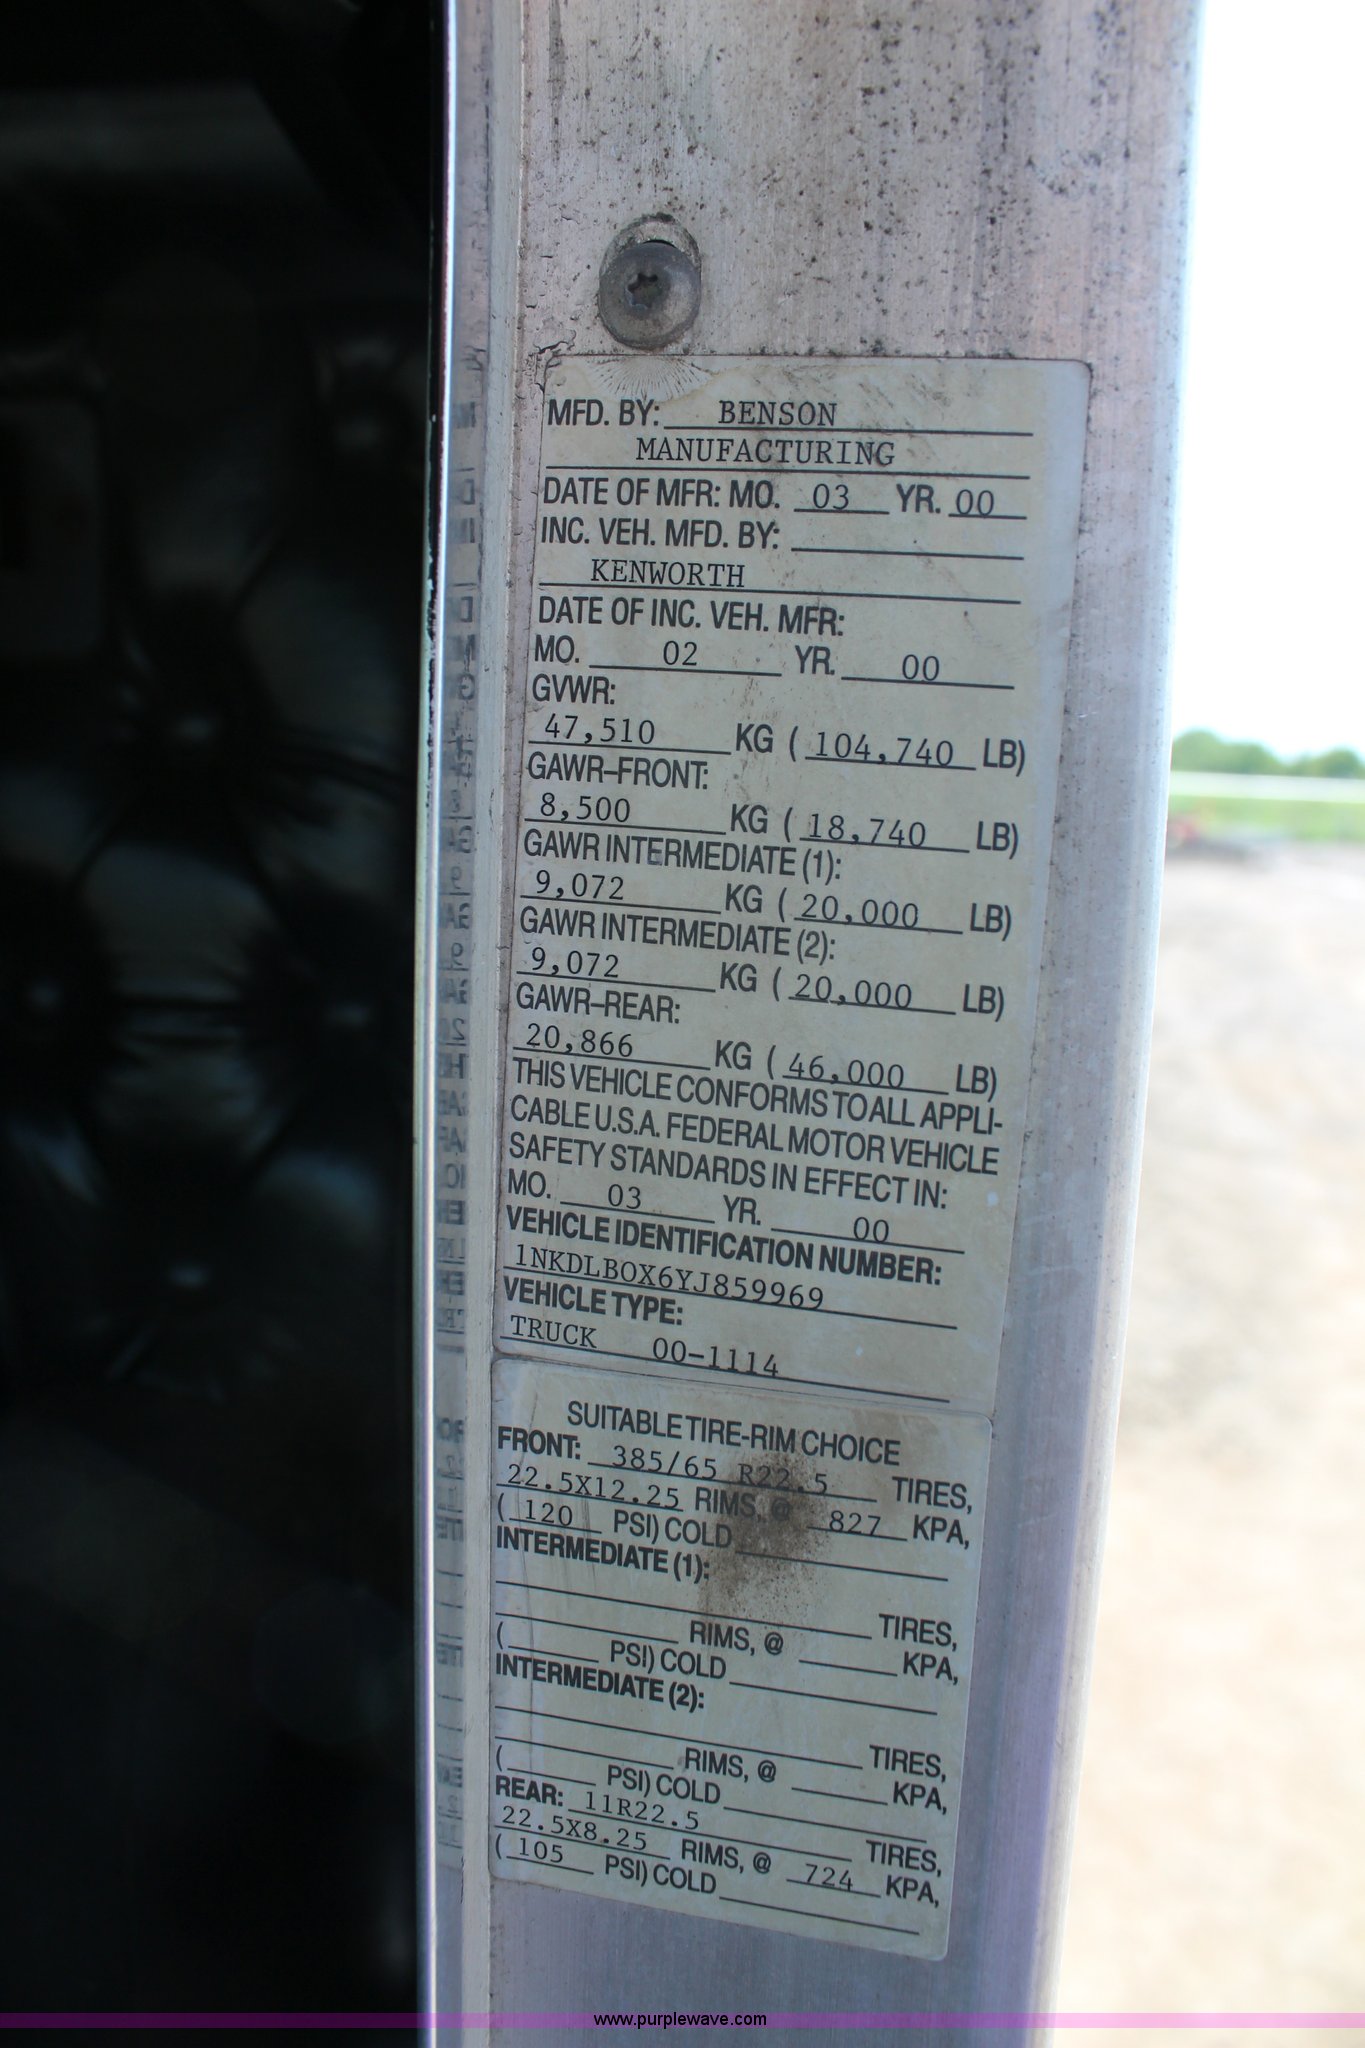 MFD. BY: BENSON
MANUFACTURING
DATE OF MFR: MO. 03 YR. 00
INC. VEH. MFD. BY:
KENWORTH
DATE OF INC. VEH. MFR:
MO. 02 YR. 00
GVWR:
47,510 KG ( 104,740 LB)
GAWR-FRONT:
8,500 KG ( 18,740 LB)
GAWR INTERMEDIATE (1):
9,072 KG ( 20,000 LB)
GAWR INTERMEDIATE (2):
9,072 KG ( 20,000 LB)
GAWR-REAR:
20,866 KG ( 46,000 LB)
THIS VEHICLE CONFORMS TO ALL APPLI-
CABLE U.S.A. FEDERAL MOTOR VEHICLE
SAFETY STANDARDS IN EFFECT IN:
MO. 03 YR. 00
VEHICLE IDENTIFICATION NUMBER:
1NKDLBOX6YJ859969
VEHICLE TYPE:
TRUCK 00-1114
SUITABLE TIRE-RIM CHOICE
FRONT: 385/65 R22.5 TIRES,
22.5X12.25 RIMS, @ 827 KPA,
( 120 PSI) COLD
INTERMEDIATE (1):
TIRES,
RIMS, @ KPA,
( PSI) COLD
INTERMEDIATE (2):
TIRES,
RIMS, @ KPA,
( PSI) COLD
REAR: 11R22.5 TIRES,
22.5X8.25 RIMS, @ 724 KPA,
( 105 PSI) COLD
www.purplewave.com